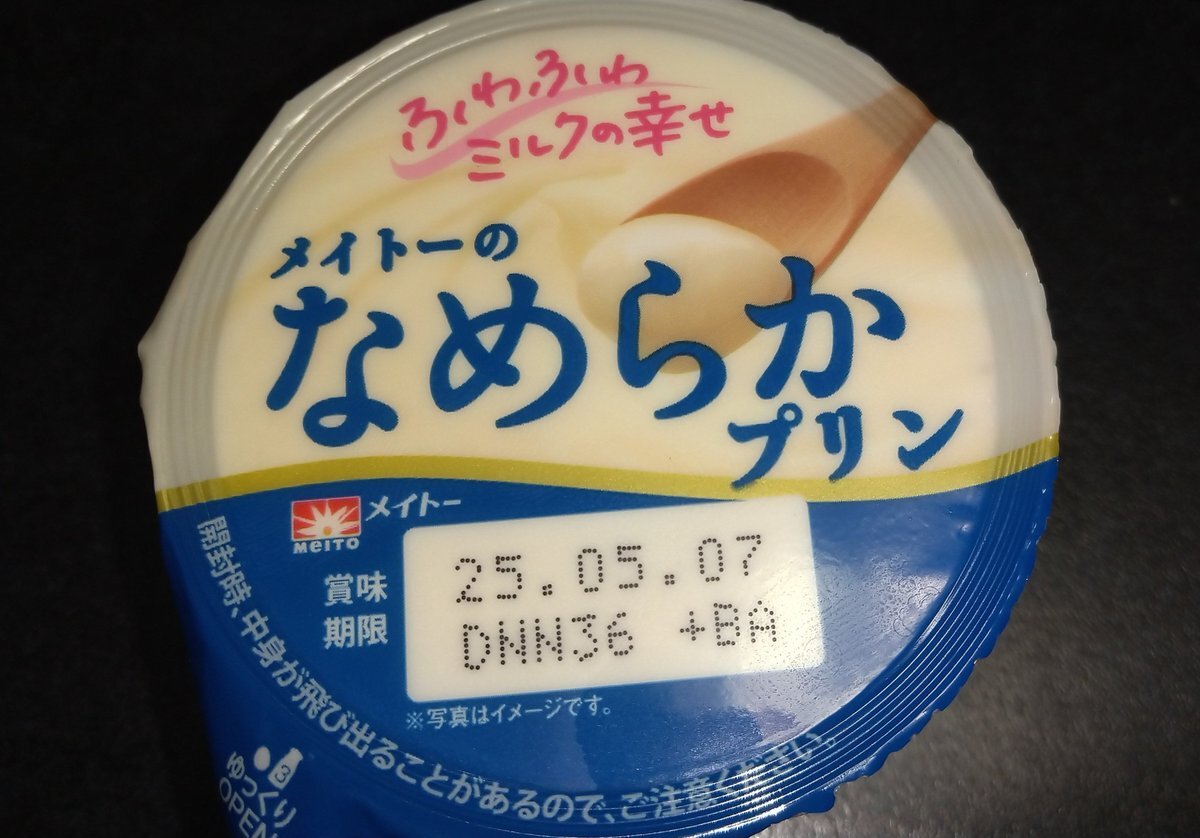 ふわふわ
ミルクの幸せ
メイトーの
なめらか
プリン
MEITO
メイトー
賞味
期限
25.05.07
DNN36 +BA
※写真はイメージです。
開封時、中身が飛び出ることがあるので、ご注意ください。
ゆっくり
OPEN